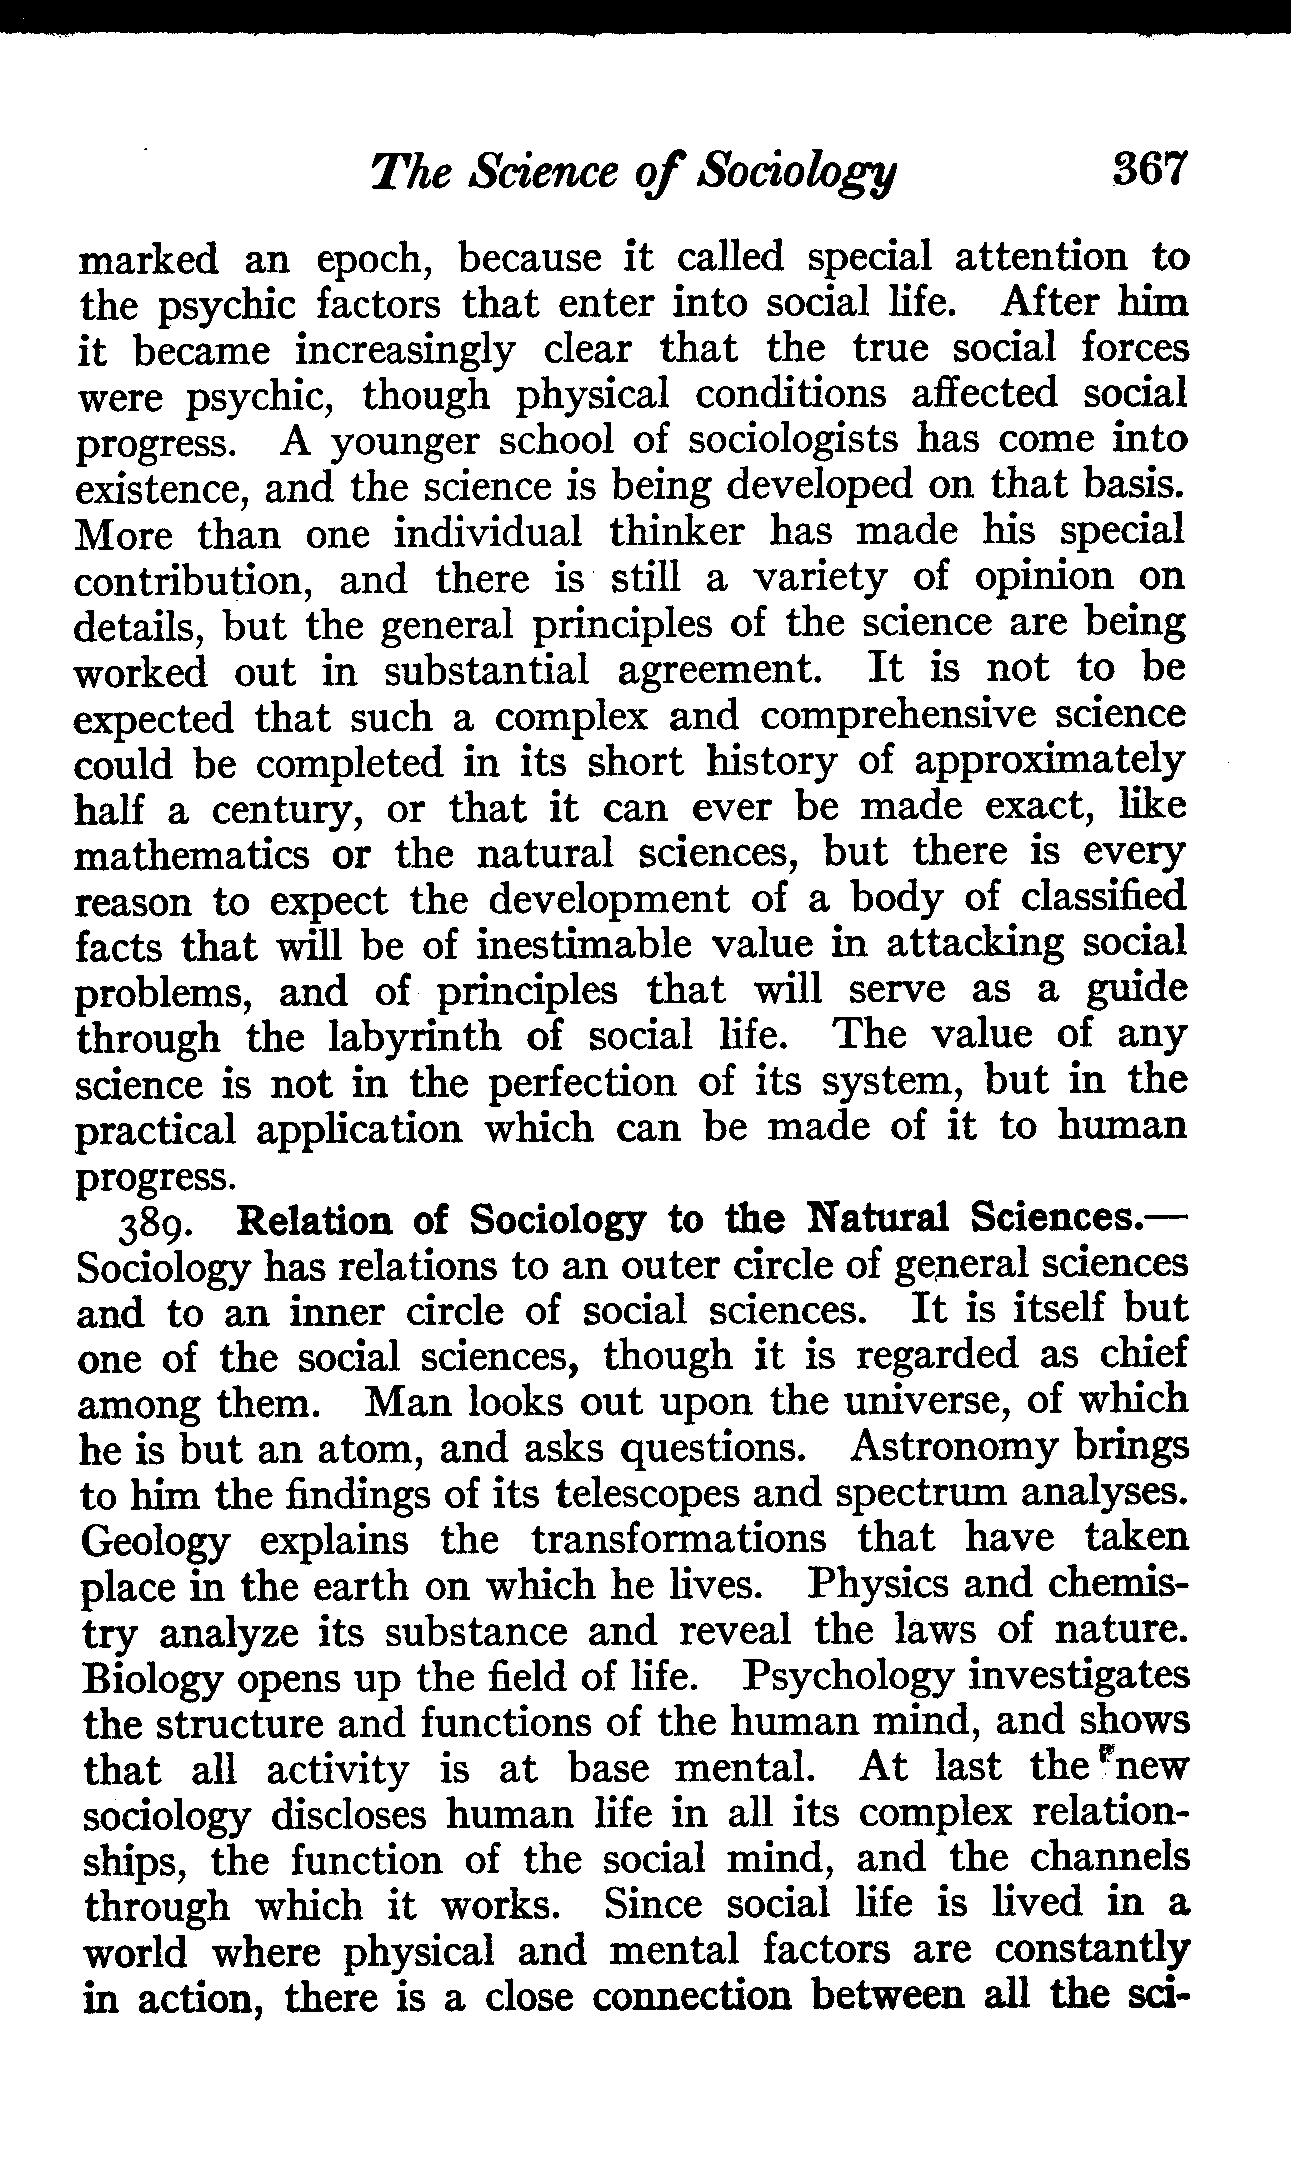 The Science of Sociology 367
marked an epoch, because it called special attention to
the psychic factors that enter into social life. After him
it became increasingly clear that the true social forces
were psychic, though physical conditions affected social
progress. A younger school of sociologists has come into
existence, and the science is being developed on that basis.
More than one individual thinker has made his special
contribution, and there is still a variety of opinion on
details, but the general principles of the science are being
worked out in substantial agreement. It is not to be
expected that such a complex and comprehensive science
could be completed in its short history of approximately
half a century, or that it can ever be made exact, like
mathematics or the natural sciences, but there is every
reason to expect the development of a body of classified
facts that will be of inestimable value in attacking social
problems, and of principles that will serve as a guide
through the labyrinth of social life. The value of any
science is not in the perfection of its system, but in the
practical application which can be made of it to human
progress.
389. Relation of Sociology to the Natural Sciences.—
Sociology has relations to an outer circle of general sciences
and to an inner circle of social sciences. It is itself but
one of the social sciences, though it is regarded as chief
among them. Man looks out upon the universe, of which
he is but an atom, and asks questions. Astronomy brings
to him the findings of its telescopes and spectrum analyses.
Geology explains the transformations that have taken
place in the earth on which he lives. Physics and chemis-
try analyze its substance and reveal the laws of nature.
Biology opens up the field of life. Psychology investigates
the structure and functions of the human mind, and shows
that all activity is at base mental. At last the new
sociology discloses human life in all its complex relation-
ships, the function of the social mind, and the channels
through which it works. Since social life is lived in a
world where physical and mental factors are constantly
in action, there is a close connection between all the sci-